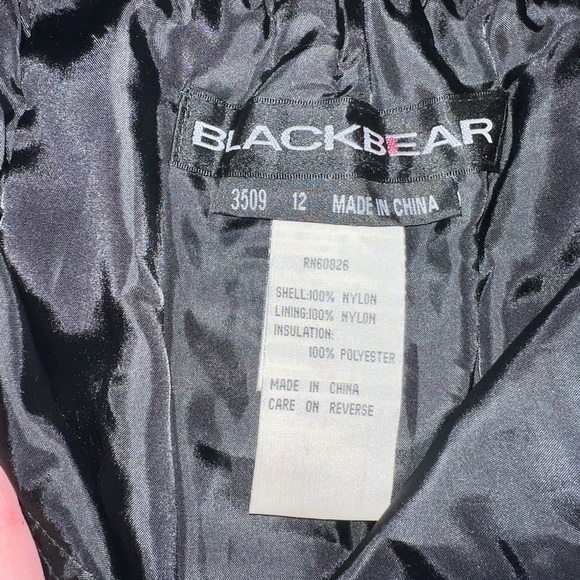 BLACKBEAR
3509 12 MADE IN CHINA
RN60826
SHELL:100% NYLON
LINING:100% NYLON
INSULATION:
100% POLYESTER
MADE IN CHINA
CARE ON REVERSE